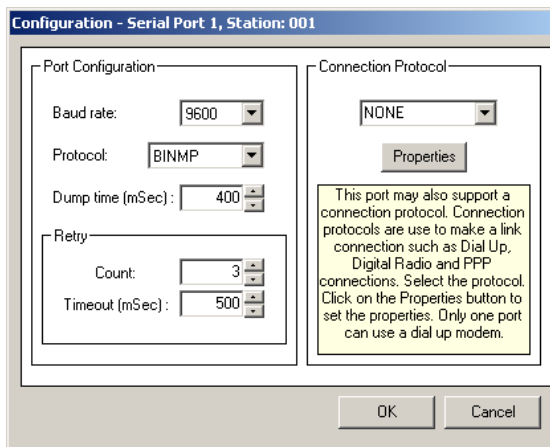 Configuration - Serial Port 1, Station: 001
Port Configuration
Baud rate: 9600
Protocol: BINMP
Dump time (mSec) : 400
Retry
Count: 3
Timeout (mSec) : 500
Connection Protocol
NONE
Properties
This port may also support a
connection protocol. Connection
protocols are use to make a link
connection such as Dial Up,
Digital Radio and PPP
connections. Select the protocol.
Click on the Properties button to
set the properties. Only one port
can use a dial up modem.
OK
Cancel